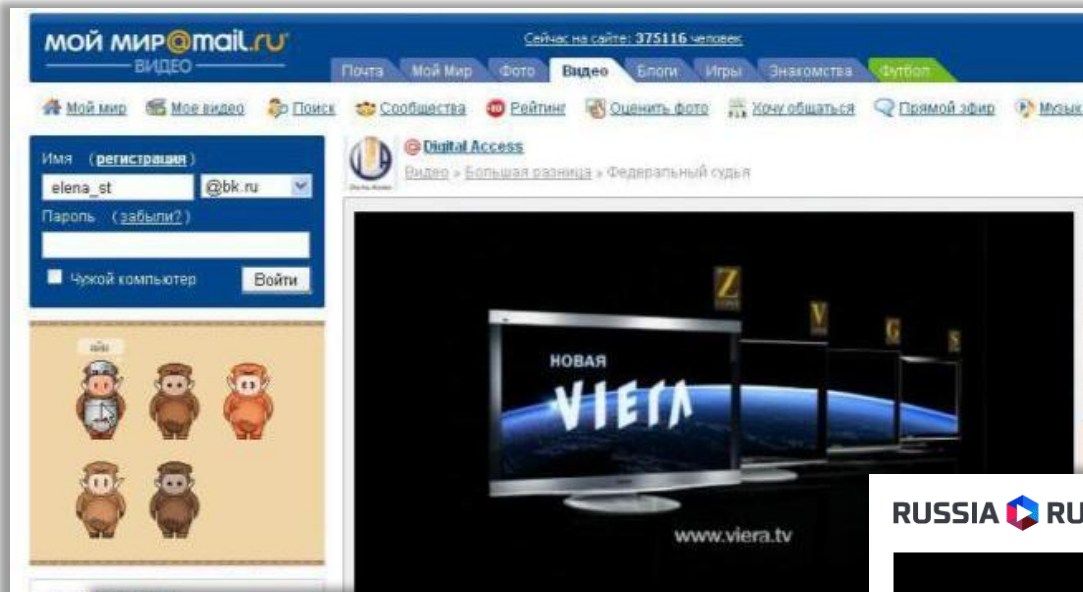 мой мир@mail.ru
ВИДЕО
Сейчас на сайте: 375116 человек
Почта Мой Мир Фото Видео Блоги Игры Знакомства Футбол
Мой мир Мое видео Поиск Сообщества Рейтинг Оценить фото Хочу общаться Прямой эфир Музык
Имя (регистрация)
elena_st @bk.ru
Пароль (забыли?)
Чужой компьютер Войти
@ Digital Access
Видео » Большая разница » Федеральный судья
Z
V
G
S
НОВАЯ
VIERA
www.viera.tv
RUSSIA RU